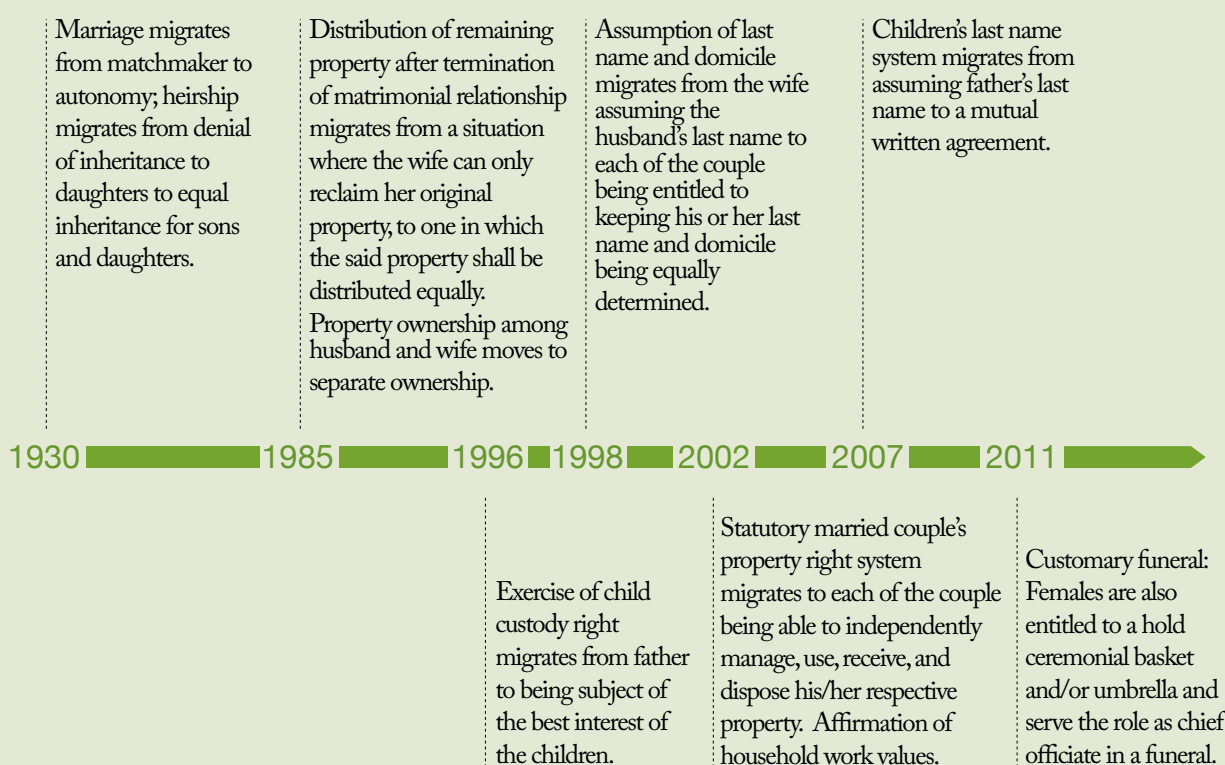 Marriage migrates
from matchmaker to
autonomy; heirship
migrates from denial
of inheritance to
daughters to equal
inheritance for sons
and daughters.
Distribution of remaining
property after termination
of matrimonial relationship
migrates from a situation
where the wife can only
reclaim her original
property, to one in which
the said property shall be
distributed equally.
Property ownership among
husband and wife moves to
separate ownership.
Assumption of last
name and domicile
migrates from the wife
assuming the
husband's last name to
each of the couple
being entitled to
keeping his or her last
name and domicile
being equally
determined.
Children's last name
system migrates from
assuming father's last
name to a mutual
written agreement.
1930 1985 1996 1998 2002 2007 2011
Exercise of child
custody right
migrates from father
to being subject of
the best interest of
the children.
Statutory married couple's
property right system
migrates to each of the couple
being able to independently
manage, use, receive, and
dispose his/her respective
property. Affirmation of
household work values.
Customary funeral:
Females are also
entitled to a hold
ceremonial basket
and/or umbrella and
serve the role as chief
officiate in a funeral.